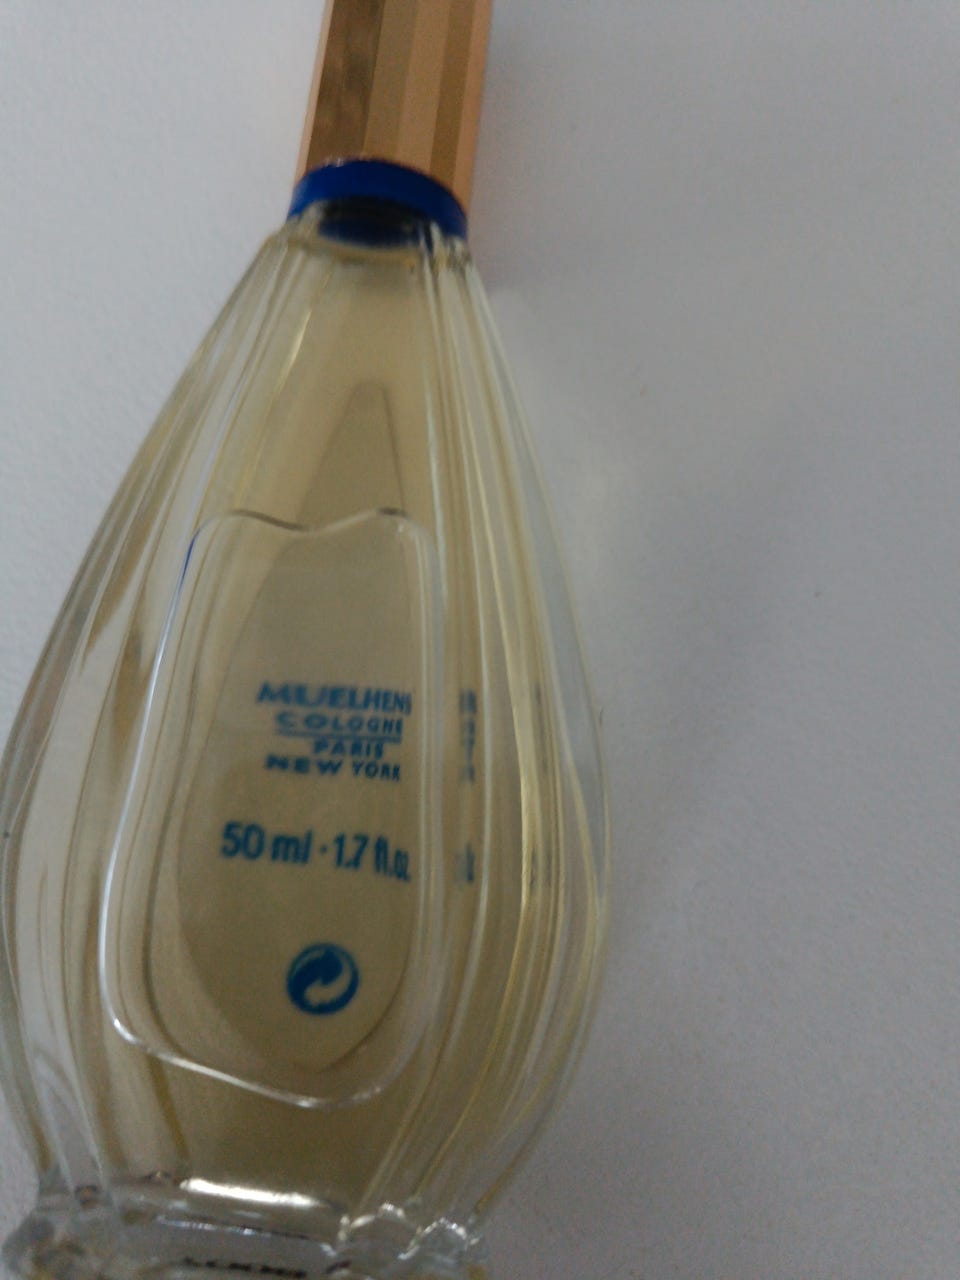 MUELHENS
COLOGNE
PARIS
NEW YORK
50 ml · 1.7 fl.oz.